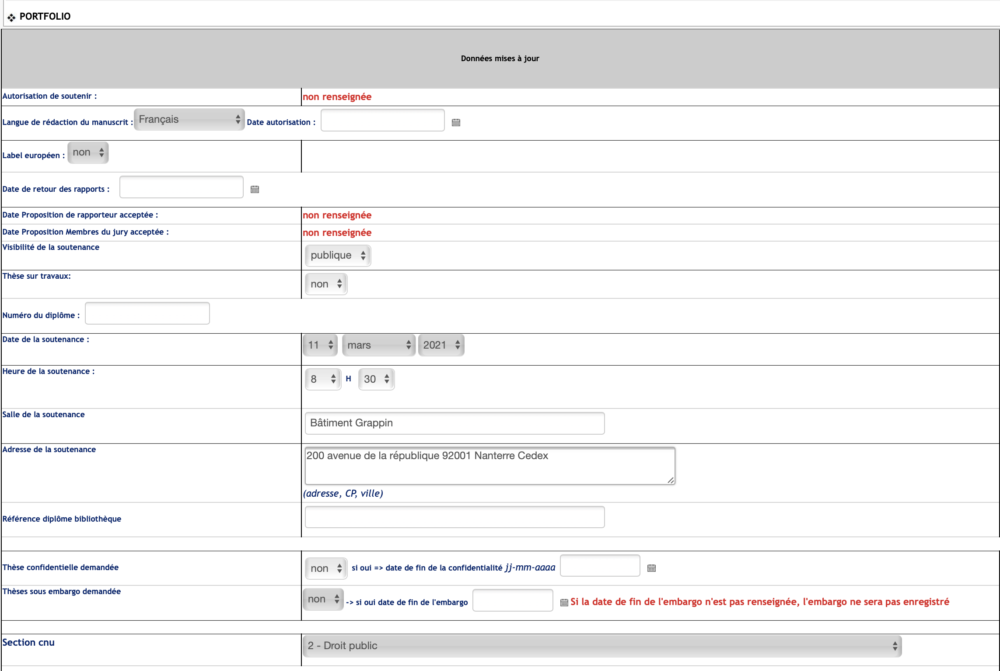 PORTFOLIO
Données mises à jour
Autorisation de soutenir : non renseignée
Langue de rédaction du manuscrit : Français Date autorisation :
Label européen : non
Date de retour des rapports :
Date Proposition de rapporteur acceptée : non renseignée
Date Proposition Membres du jury acceptée : non renseignée
Visibilité de la soutenance publique
Thèse sur travaux: non
Numéro du diplôme :
Date de la soutenance : 11 mars 2021
Heure de la soutenance : 8 H 30
Salle de la soutenance Bâtiment Grappin
Adresse de la soutenance 200 avenue de la république 92001 Nanterre Cedex
(adresse, CP, ville)
Référence diplôme bibliothèque
Thèse confidentielle demandée non si oui => date de fin de la confidentialité jj-mm-aaaa
Thèses sous embargo demandée non -> si oui date de fin de l'embargo Si la date de fin de l'embargo n'est pas renseignée, l'embargo ne sera pas enregistré
Section cnu 2 - Droit public